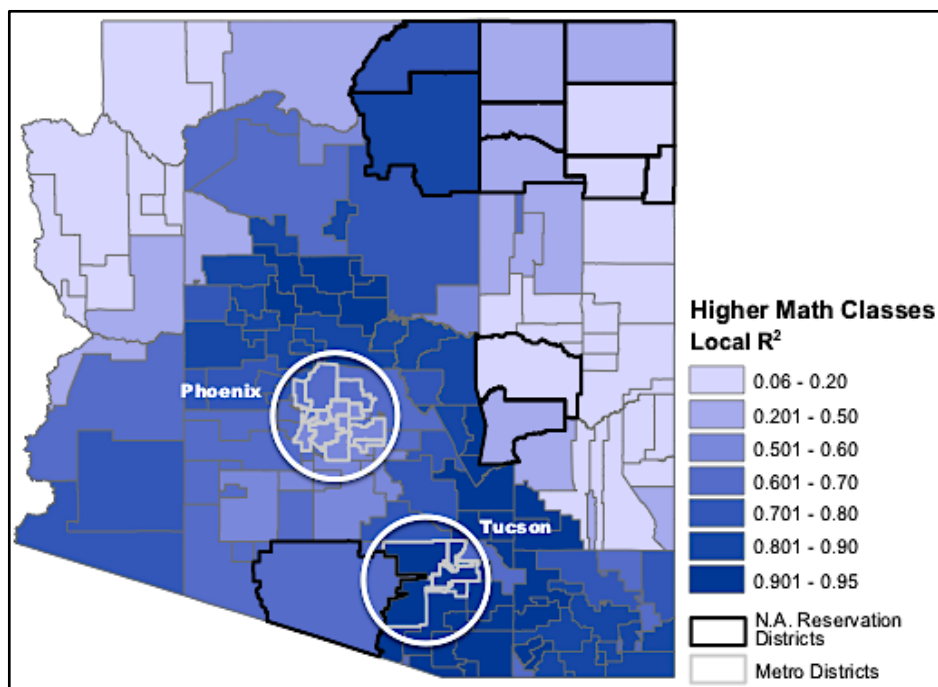 Phoenix
Tucson
Higher Math Classes
Local R²
0.06 - 0.20
0.201 - 0.50
0.501 - 0.60
0.601 - 0.70
0.701 - 0.80
0.801 - 0.90
0.901 - 0.95
N.A. Reservation
Districts
Metro Districts